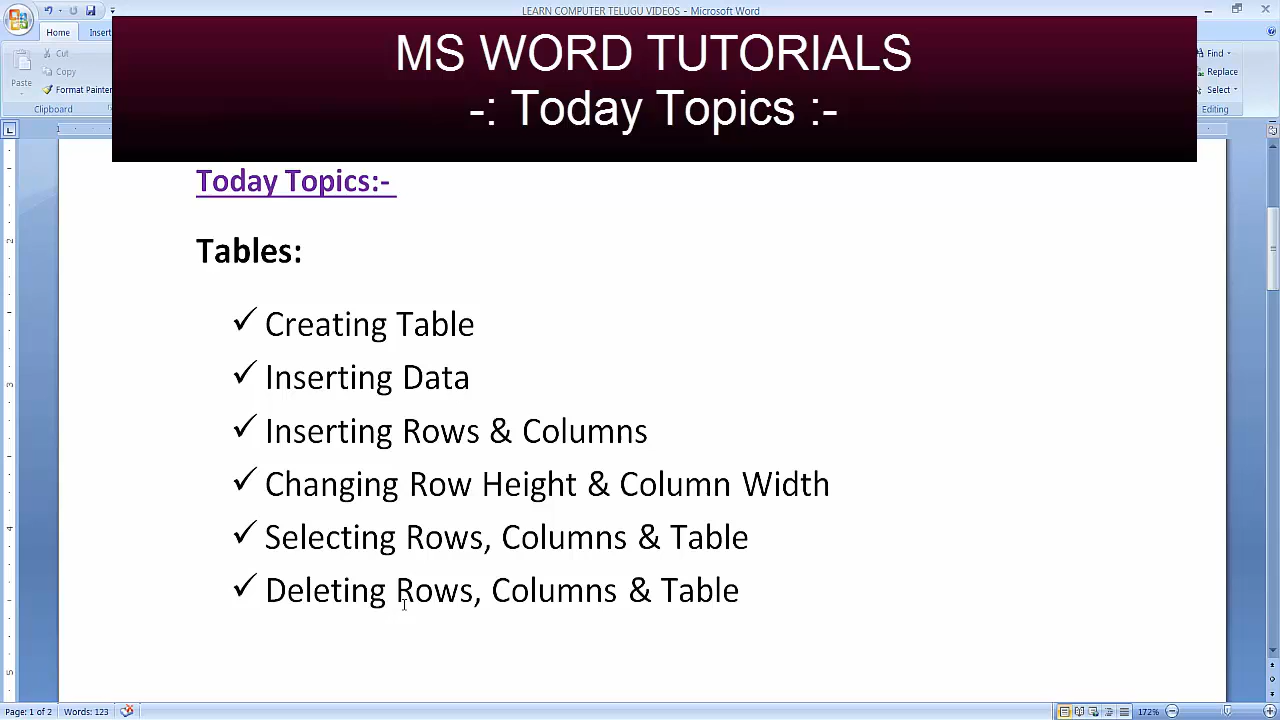 LEARN COMPUTER TELUGU VIDEOS - Microsoft Word
Home
Insert
Cut
Copy
Format Painter
Paste
Clipboard
MS WORD TUTORIALS
-: Today Topics :-
Find
Replace
Select
Editing
Today Topics:-
Tables:
✓ Creating Table
✓ Inserting Data
✓ Inserting Rows & Columns
✓ Changing Row Height & Column Width
✓ Selecting Rows, Columns & Table
✓ Deleting Rows, Columns & Table
Page: 1 of 2 Words: 123 172%